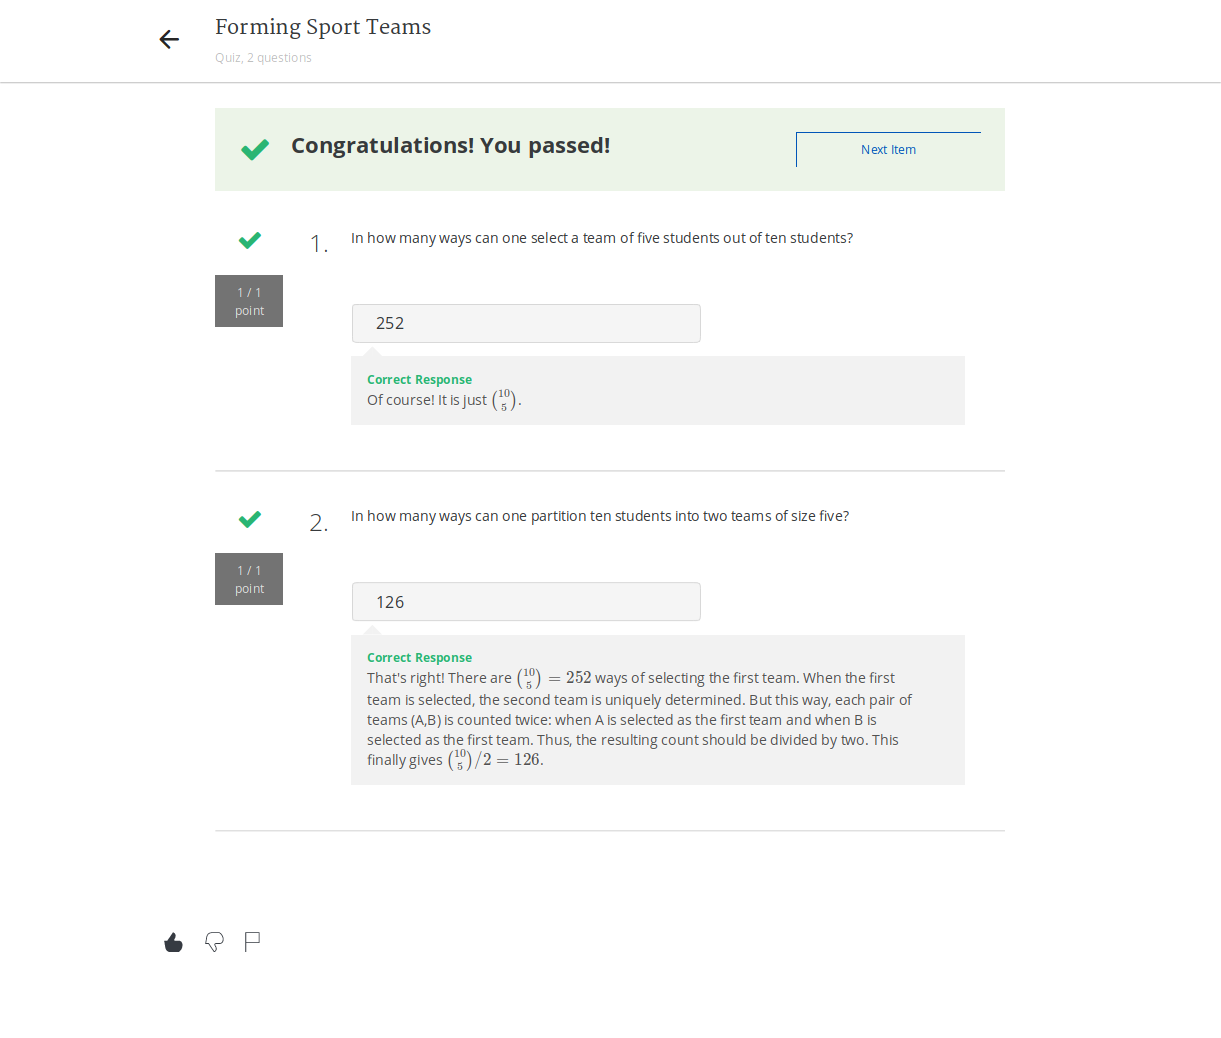 Forming Sport Teams
Quiz, 2 questions
Congratulations! You passed!
Next Item
1 / 1
point
1.
In how many ways can one select a team of five students out of ten students?
252
Correct Response
Of course! It is just $\binom{10}{5}$.
1 / 1
point
2.
In how many ways can one partition ten students into two teams of size five?
126
Correct Response
That's right! There are $\binom{10}{5} = 252$ ways of selecting the first team. When the first
team is selected, the second team is uniquely determined. But this way, each pair of
teams (A,B) is counted twice: when A is selected as the first team and when B is
selected as the first team. Thus, the resulting count should be divided by two. This
finally gives $\binom{10}{5}/2 = 126$.